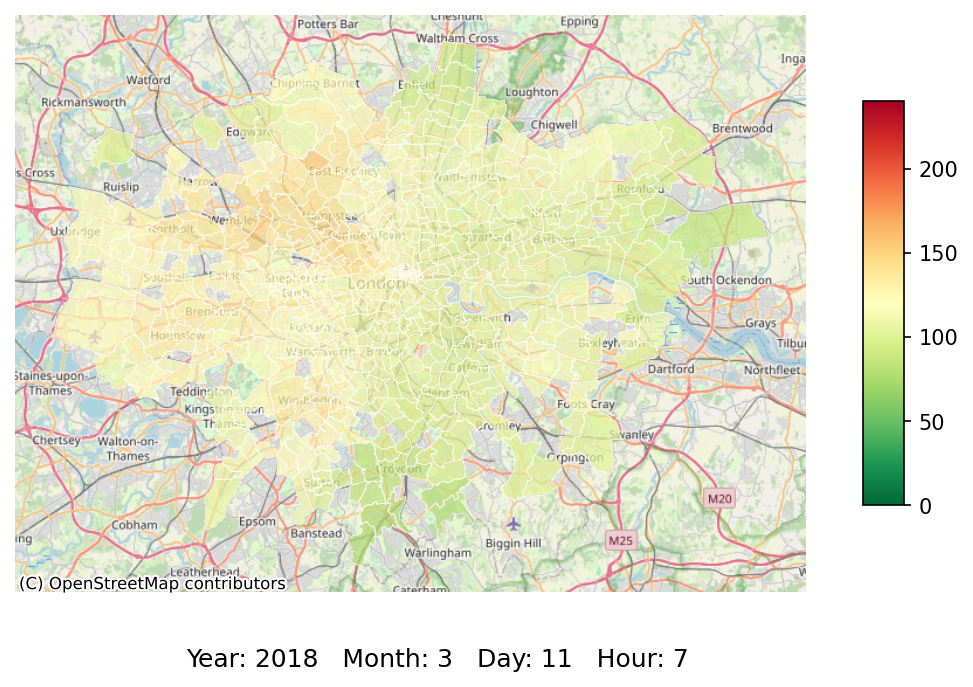 Potters Bar
Cheshunt
Epping
Waltham Cross
Inga
Watford
Chipping Barnet
Enfield
Loughton
Rickmansworth
Chigwell
Brentwood
Edgware
s Cross
Ruislip
Harrow
East Finchley
Walthamstow
Romford
Wembley
Hampstead
Ilford
Uxbridge
Northolt
Camden Town
Stratford
Barking
Southall
Ealing
Shepherd's
Bush
London
South Ockendon
Brentford
Greenwich
Erith
Grays
Hounslow
Fulham
Wandsworth
Brixton
Lewisham
Bexleyheath
Tilbur
Staines-upon-
Thames
Catford
Dartford
Northfleet
Teddington
Wimbledon
Sydenham
Kingston upon
Thames
Foots Cray
Chertsey
Walton-on-
Thames
Bromley
Swanley
Orpington
Croydon
Sutton
M20
Cobham
Epsom
Banstead
Biggin Hill
M25
ing
Warlingham
Leatherhead
Caterham
W
(C) OpenStreetMap contributors
200
150
100
50
0
Year: 2018 Month: 3 Day: 11 Hour: 7